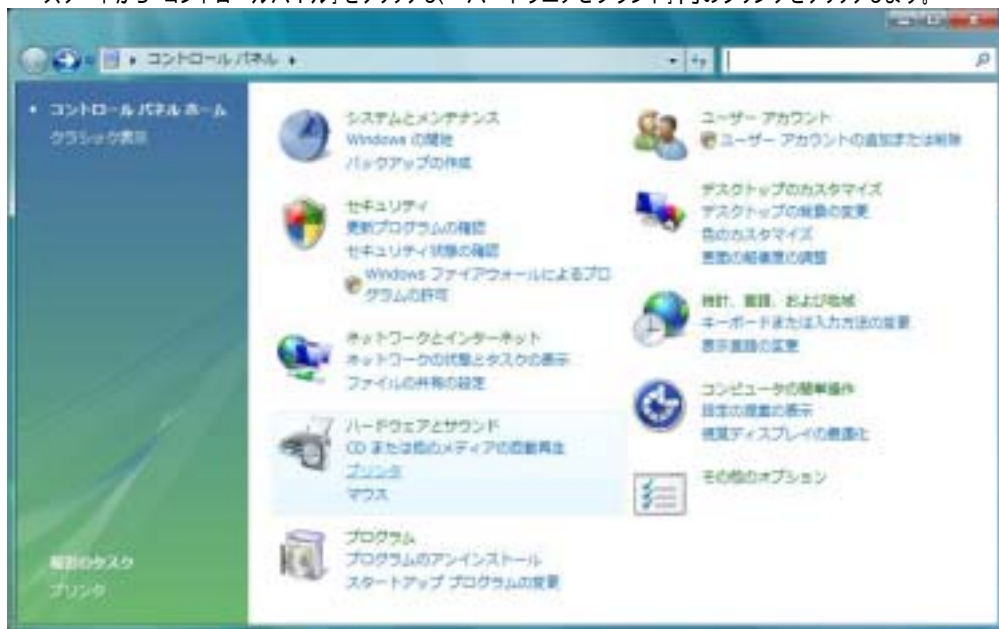 スタートから「コントロールパネル」をクリックし、「ハードウェアとサウンド」内のプリンタをクリックします。
コントロール パネル
コントロール パネル ホーム
クラシック表示
システムとメンテナンス
Windows の開始
バックアップの作成
セキュリティ
更新プログラムの確認
セキュリティ状態の確認
Windows ファイアウォールによるプロ
グラムの許可
ネットワークとインターネット
ネットワークの状態とタスクの表示
ファイルの共有の設定
ハードウェアとサウンド
CD または他のメディアの自動再生
プリンタ
マウス
プログラム
プログラムのアンインストール
スタートアップ プログラムの変更
ユーザー アカウント
ユーザー アカウントの追加または削除
デスクトップのカスタマイズ
デスクトップの背景の変更
色のカスタマイズ
画面の解像度の調整
時計、言語、および地域
キーボードまたは入力方法の変更
表示言語の変更
コンピュータの簡単操作
設定の提案の表示
視覚ディスプレイの最適化
その他のオプション
最近のタスク
プリンタ